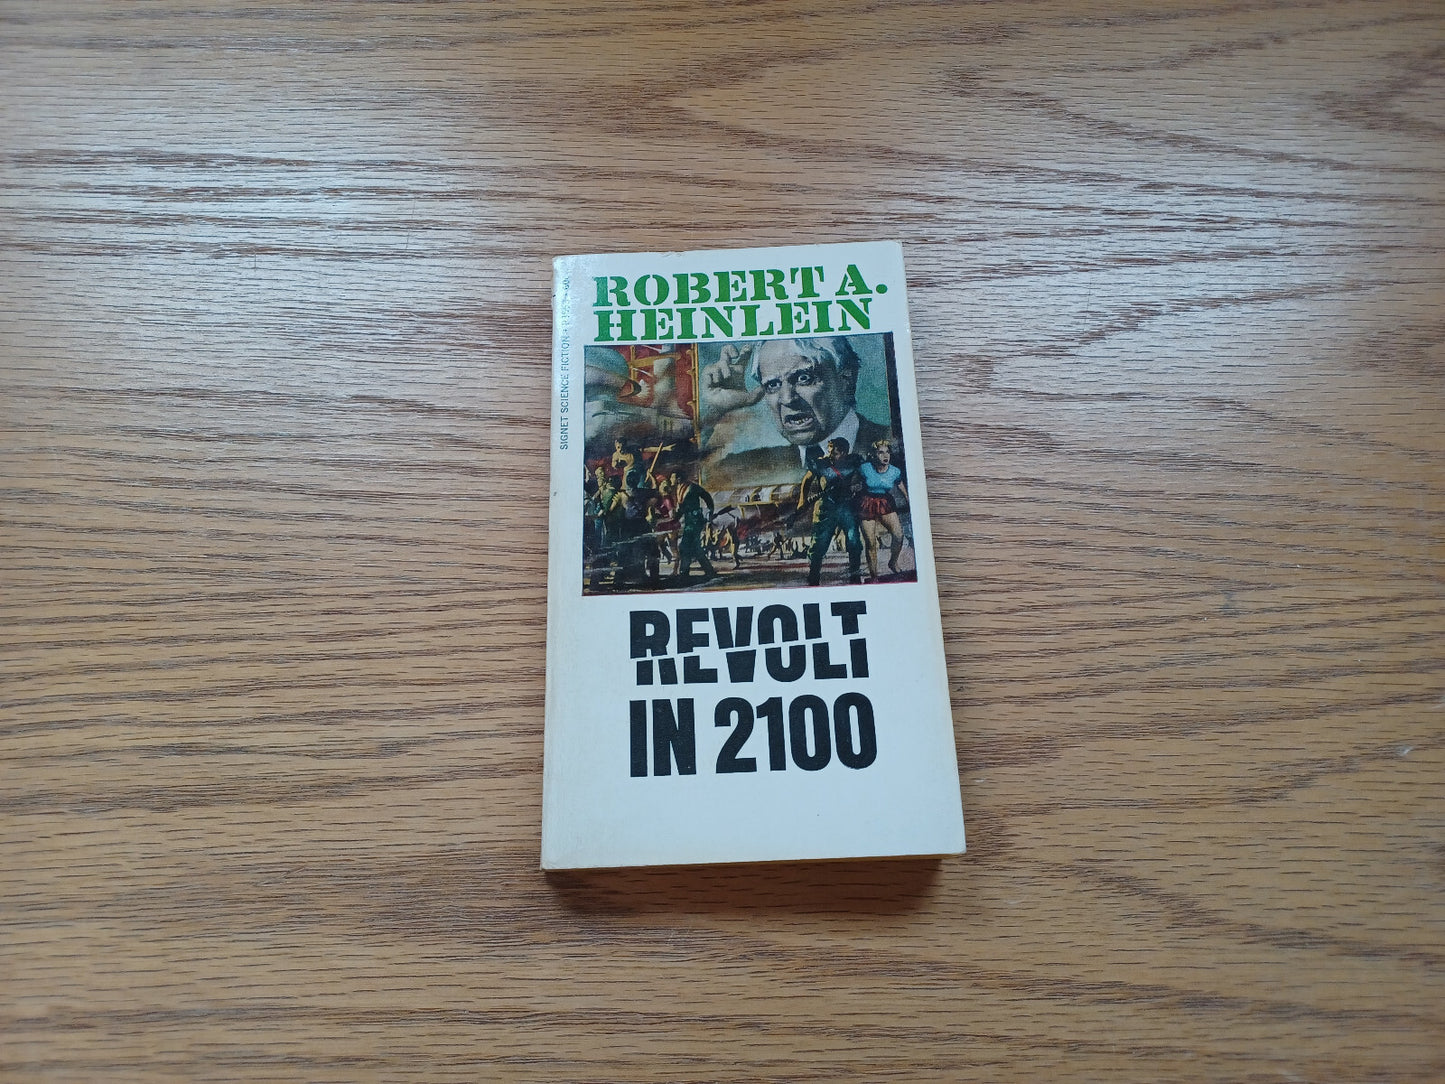 ROBERT A.
HEINLEIN
SIGNET SCIENCE FICTION
REVOLT
IN 2100